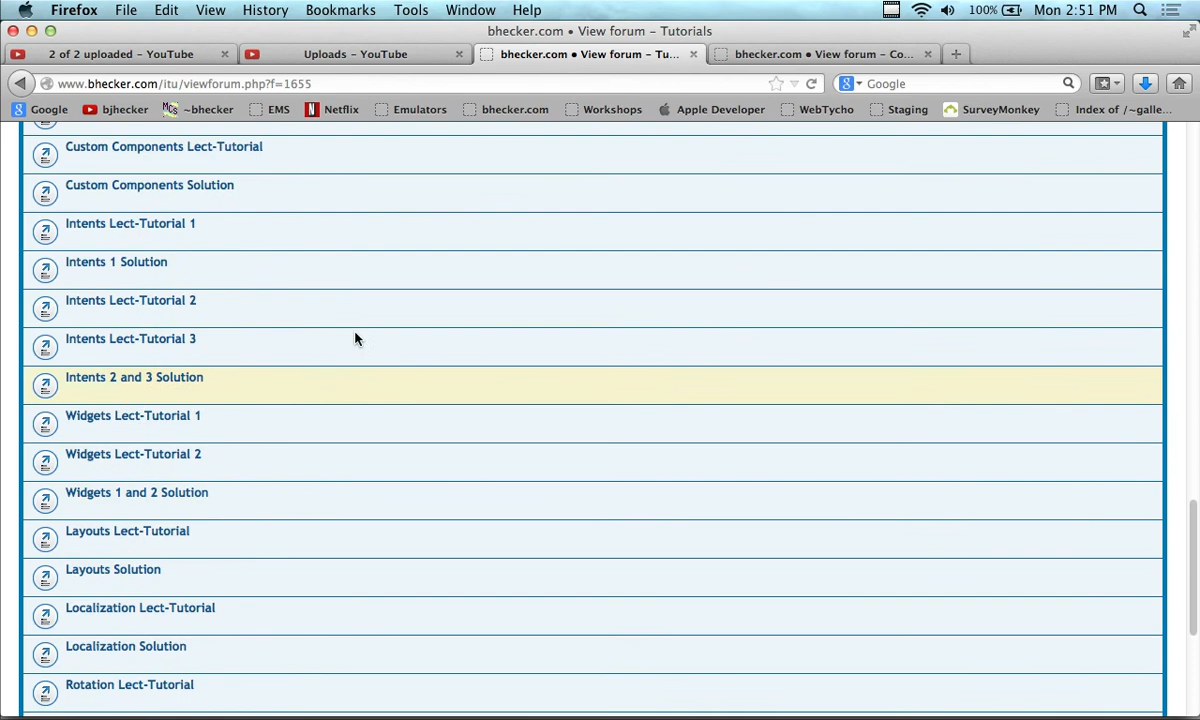 Firefox File Edit View History Bookmarks Tools Window Help 100% Mon 2:51 PM
bhecker.com • View forum – Tutorials
2 of 2 uploaded – YouTube × Uploads – YouTube × bhecker.com • View forum – Tu... × bhecker.com • View forum – Co... ×
www.bhecker.com/itu/viewforum.php?f=1655 Google
Google bjhecker ~bhecker EMS Netflix Emulators bhecker.com Workshops Apple Developer WebTycho Staging SurveyMonkey Index of /~galle...
Custom Components Lect-Tutorial
Custom Components Solution
Intents Lect-Tutorial 1
Intents 1 Solution
Intents Lect-Tutorial 2
Intents Lect-Tutorial 3
Intents 2 and 3 Solution
Widgets Lect-Tutorial 1
Widgets Lect-Tutorial 2
Widgets 1 and 2 Solution
Layouts Lect-Tutorial
Layouts Solution
Localization Lect-Tutorial
Localization Solution
Rotation Lect-Tutorial